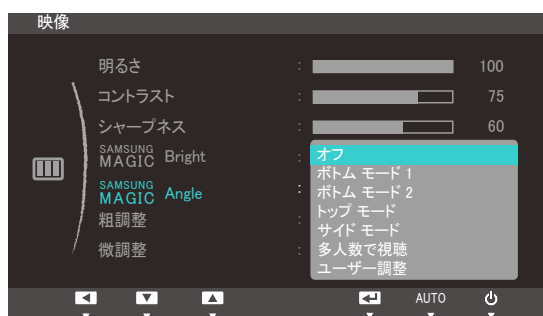 映像
明るさ : 100
コントラスト : 75
シャープネス : 60
SAMSUNG MAGIC Bright :
SAMSUNG MAGIC Angle :
粗調整 :
微調整 :
オフ
ボトム モード 1
ボトム モード 2
トップ モード
サイド モード
多人数で視聴
ユーザー調整
AUTO